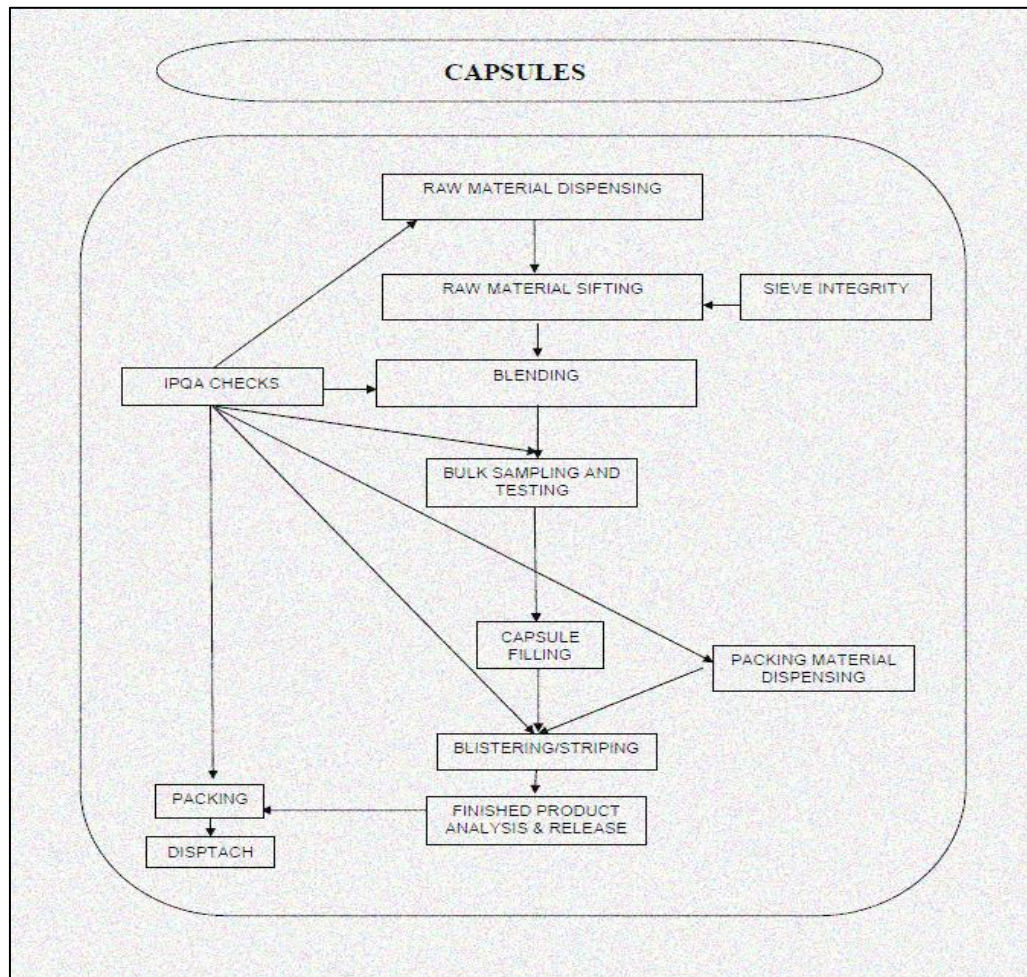 CAPSULES
RAW MATERIAL DISPENSING
RAW MATERIAL SIFTING
SIEVE INTEGRITY
IPQA CHECKS
BLENDING
BULK SAMPLING AND
TESTING
CAPSULE
FILLING
PACKING MATERIAL
DISPENSING
BLISTERING/STRIPING
PACKING
FINISHED PRODUCT
ANALYSIS & RELEASE
DISPTACH